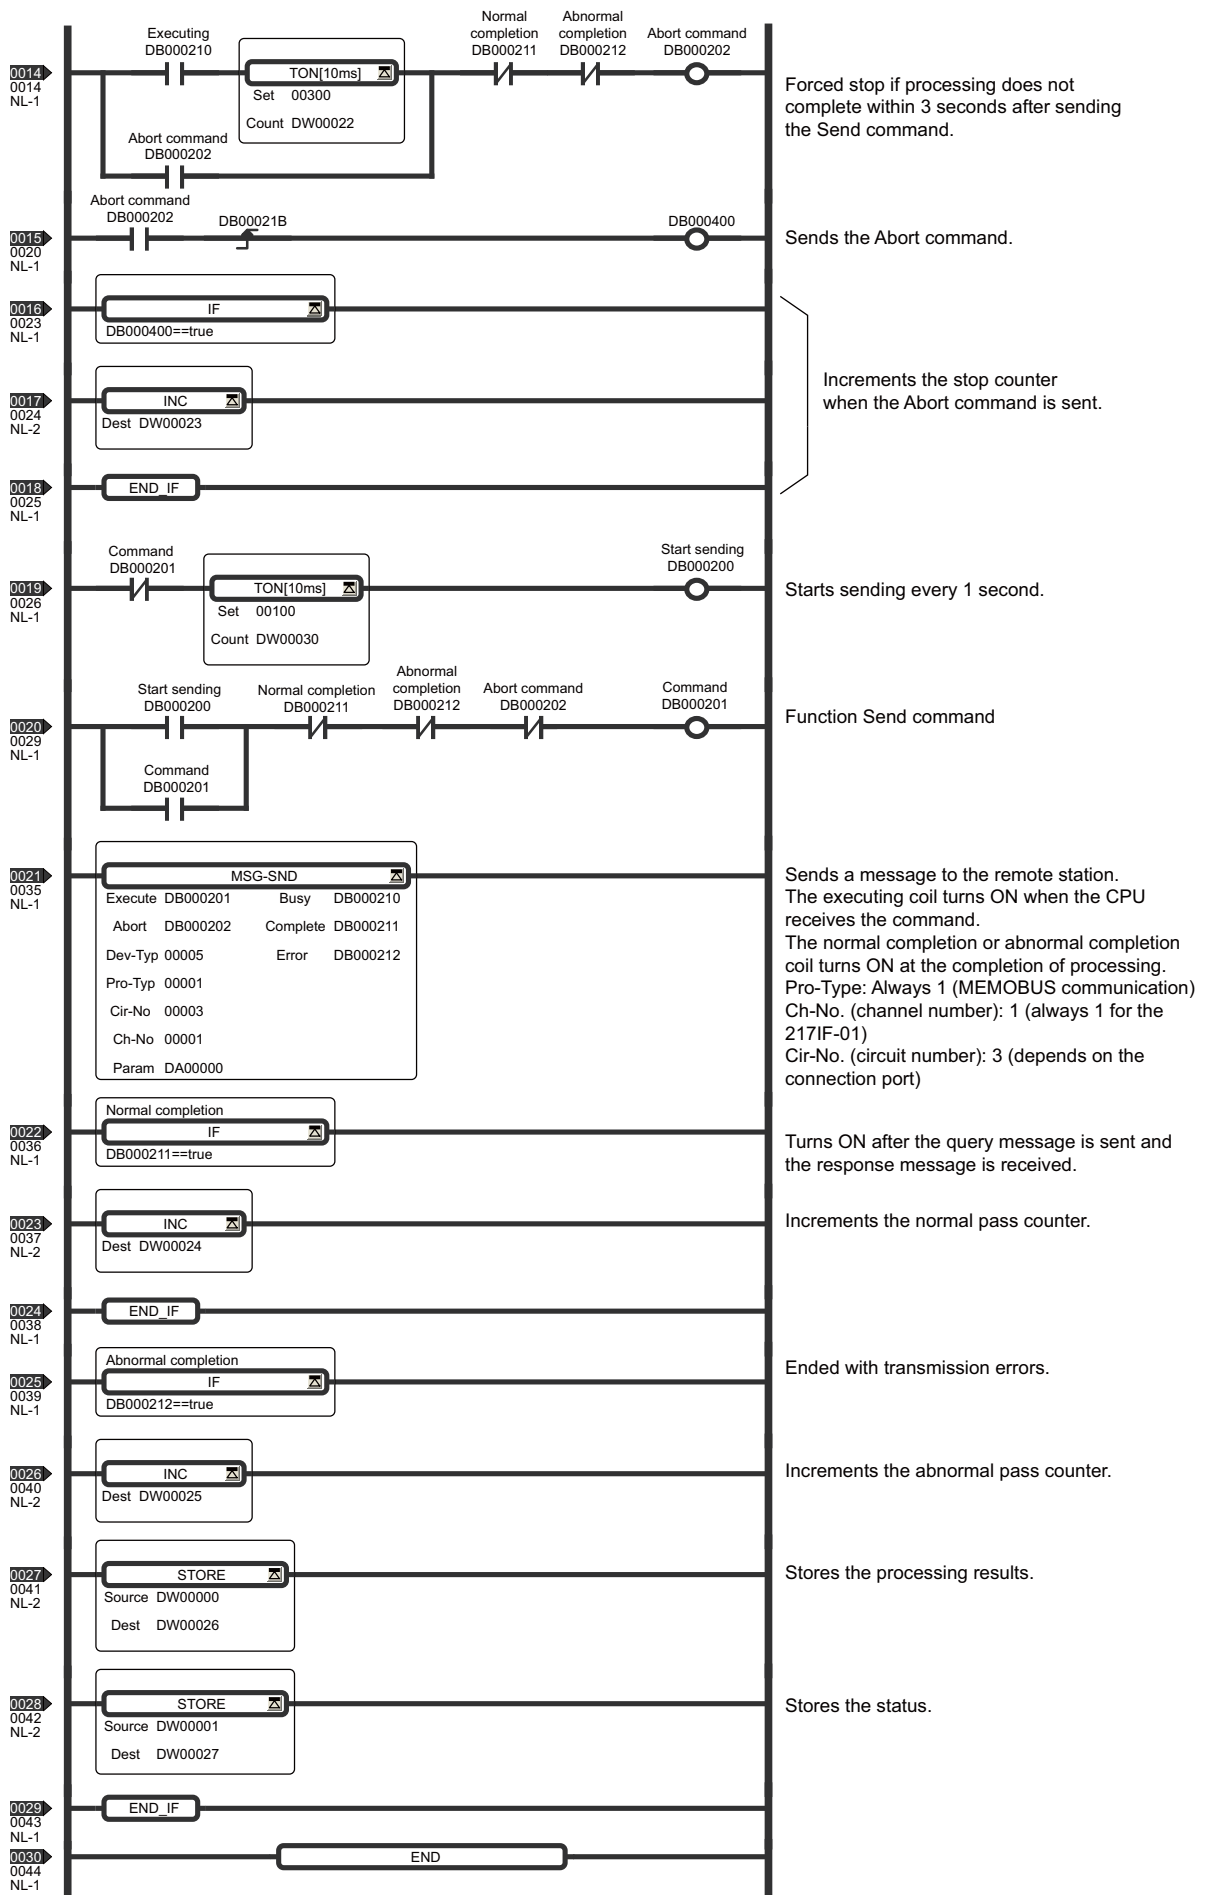 Executing
DB000210
Normal
completion
DB000211
Abnormal
completion
DB000212
Abort command
DB000202
0014
0014
NL-1
TON[10ms]
Set 00300
Count DW00022
Abort command
DB000202
Forced stop if processing does not
complete within 3 seconds after sending
the Send command.
Abort command
DB000202
DB00021B
DB000400
0015
0020
NL-1
Sends the Abort command.
0016
0023
NL-1
IF
DB000400==true
0017
0024
NL-2
INC
Dest DW00023
Increments the stop counter
when the Abort command is sent.
0018
0025
NL-1
END_IF
Command
DB000201
Start sending
DB000200
0019
0026
NL-1
TON[10ms]
Set 00100
Count DW00030
Starts sending every 1 second.
Start sending
DB000200
Normal completion
DB000211
Abnormal
completion
DB000212
Abort command
DB000202
Command
DB000201
0020
0029
NL-1
Command
DB000201
Function Send command
0021
0035
NL-1
MSG-SND
Execute DB000201 Busy DB000210
Abort DB000202 Complete DB000211
Dev-Typ 00005 Error DB000212
Pro-Typ 00001
Cir-No 00003
Ch-No 00001
Param DA00000
Sends a message to the remote station.
The executing coil turns ON when the CPU
receives the command.
The normal completion or abnormal completion
coil turns ON at the completion of processing.
Pro-Type: Always 1 (MEMOBUS communication)
Ch-No. (channel number): 1 (always 1 for the
217IF-01)
Cir-No. (circuit number): 3 (depends on the
connection port)
0022
0036
NL-1
Normal completion
IF
DB000211==true
Turns ON after the query message is sent and
the response message is received.
0023
0037
NL-2
INC
Dest DW00024
Increments the normal pass counter.
0024
0038
NL-1
END_IF
0025
0039
NL-1
Abnormal completion
IF
DB000212==true
Ended with transmission errors.
0026
0040
NL-2
INC
Dest DW00025
Increments the abnormal pass counter.
0027
0041
NL-2
STORE
Source DW00000
Dest DW00026
Stores the processing results.
0028
0042
NL-2
STORE
Source DW00001
Dest DW00027
Stores the status.
0029
0043
NL-1
END_IF
0030
0044
NL-1
END